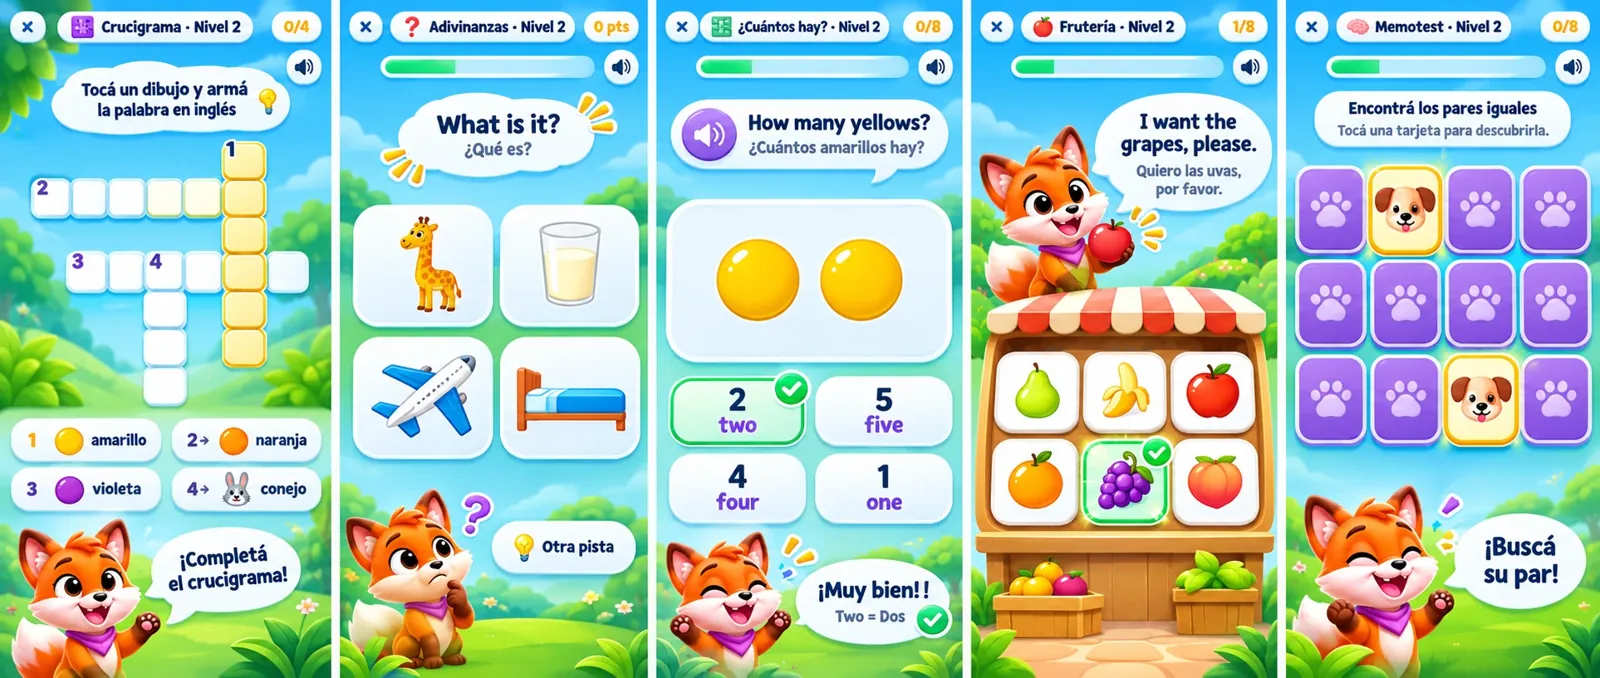 Crucigrama · Nivel 2
0/4
Tocá un dibujo y armá
la palabra en inglés
1
2
3
4
1 amarillo
2→ naranja
3 violeta
4→ conejo
¡Completá
el crucigrama!
Adivinanzas · Nivel 2
0 pts
What is it?
¿Qué es?
?
Otra pista
¿Cuántos hay? · Nivel 2
0/8
How many yellows?
¿Cuántos amarillos hay?
2
two
5
five
4
four
1
one
¡Muy bien!!
Two = Dos
Frutería · Nivel 2
1/8
I want the
grapes, please.
Quiero las uvas,
por favor.
Memotest · Nivel 2
0/8
Encontrá los pares iguales
Tocá una tarjeta para descubrirla.
¡Buscá
su par!